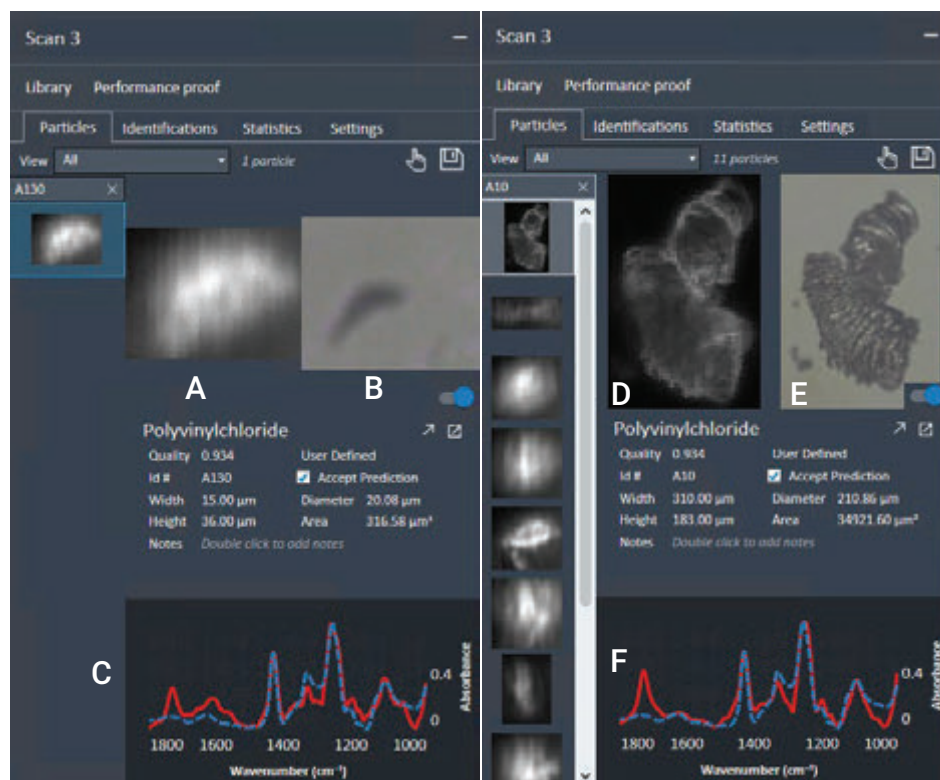 Scan 3
Library Performance proof
Particles Identifications Statistics Settings
View All 1 particle
A130
A
B
Polyvinylchloride
Quality 0.934 User Defined
Id # A130 Accept Prediction
Width 15.00 µm Diameter 20.08 µm
Height 36.00 µm Area 316.58 µm²
Notes Double click to add notes
C
0.4
0
Absorbance
1800 1600 1400 1200 1000
Wavenumber (cm⁻¹)
Scan 3
Library Performance proof
Particles Identifications Statistics Settings
View All 11 particles
A10
D
E
Polyvinylchloride
Quality 0.934 User Defined
Id # A10 Accept Prediction
Width 310.00 µm Diameter 210.86 µm
Height 183.00 µm Area 34921.60 µm²
Notes Double click to add notes
F
0.4
0
Absorbance
1800 1600 1400 1200 1000
Wavenumber (cm⁻¹)